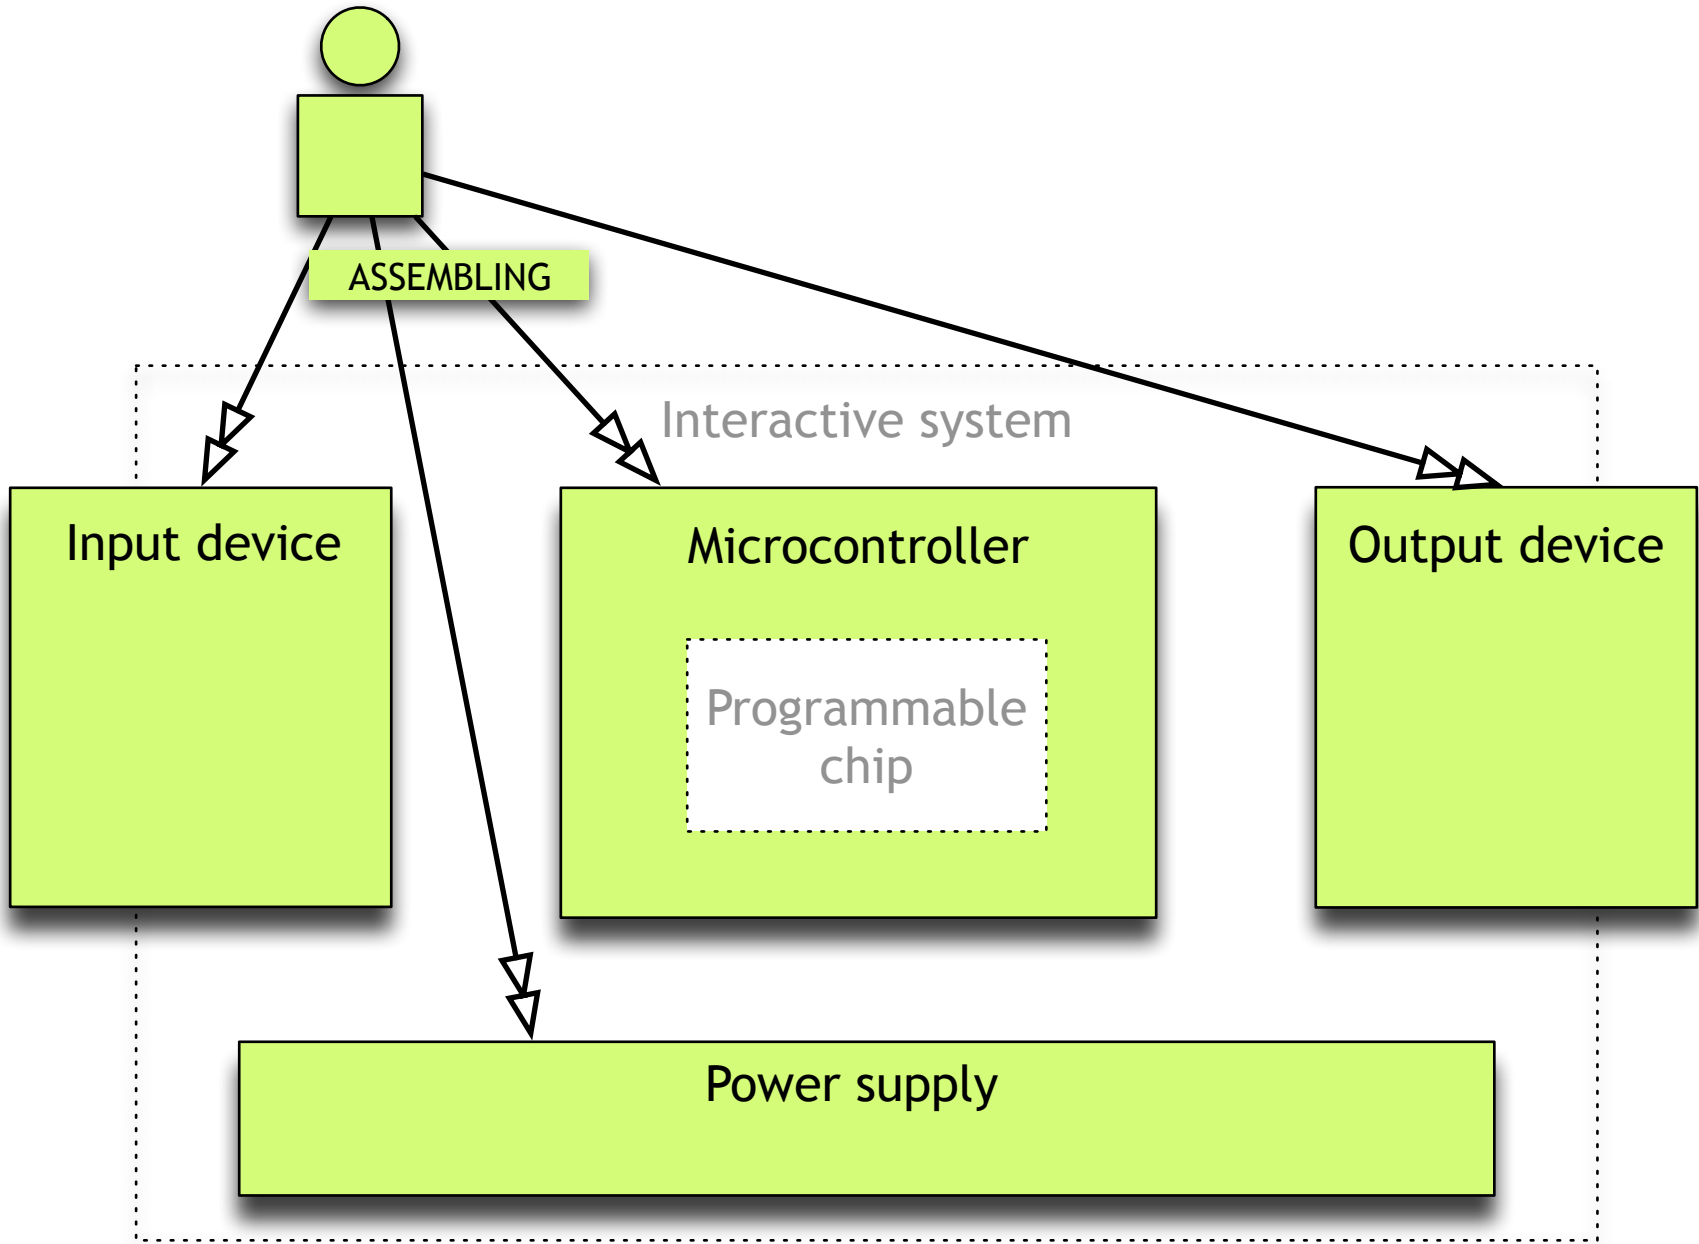 ASSEMBLING
Interactive system
Input device
Microcontroller
Output device
Programmable
chip
Power supply